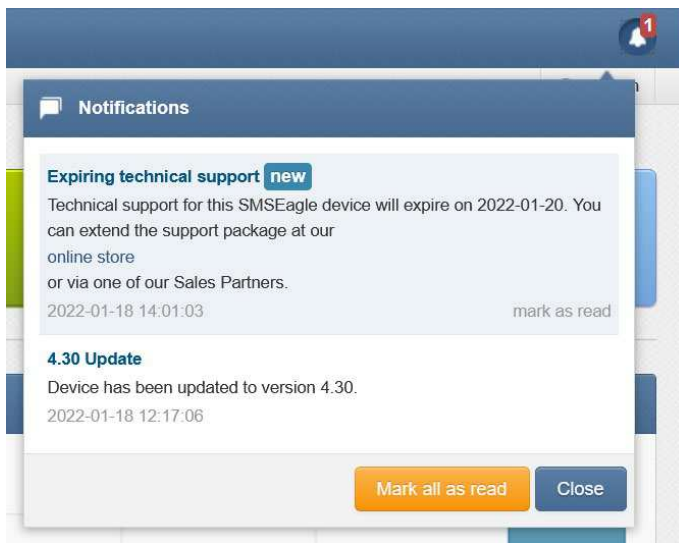 1
Notifications
Expiring technical support new
Technical support for this SMSEagle device will expire on 2022-01-20. You
can extend the support package at our
online store
or via one of our Sales Partners.
2022-01-18 14:01:03 mark as read
4.30 Update
Device has been updated to version 4.30.
2022-01-18 12:17:06
Mark all as read Close